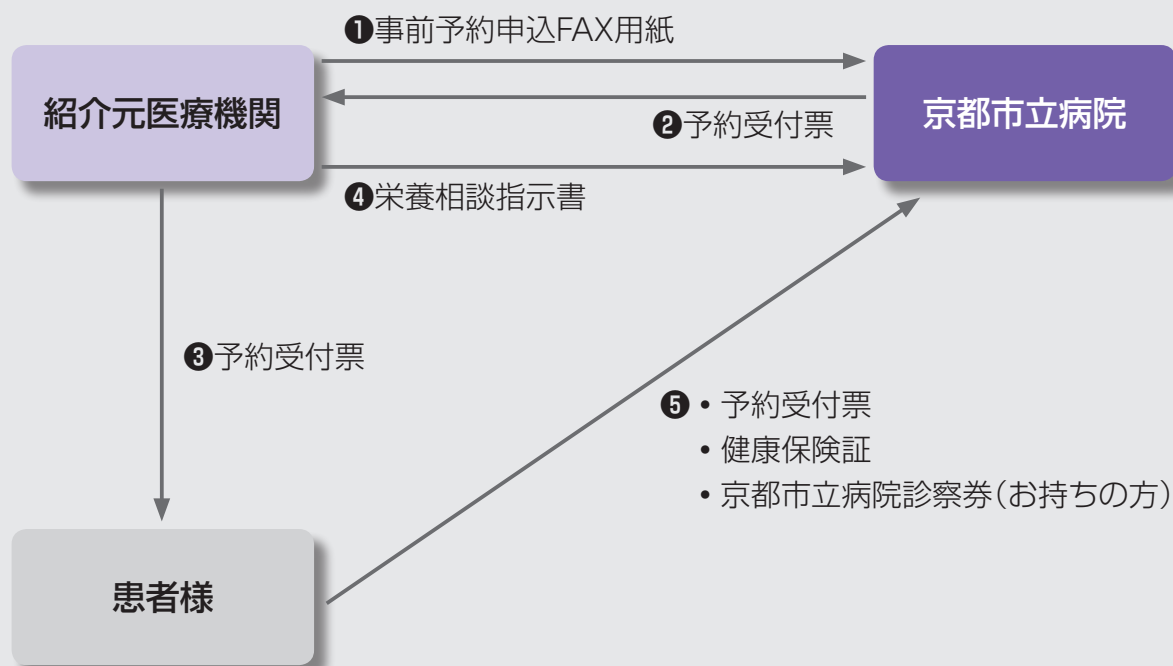 ❶事前予約申込FAX用紙
紹介元医療機関
京都市立病院
❷予約受付票
❹栄養相談指示書
❸予約受付票
❺・予約受付票
・健康保険証
・京都市立病院診察券(お持ちの方)
患者様